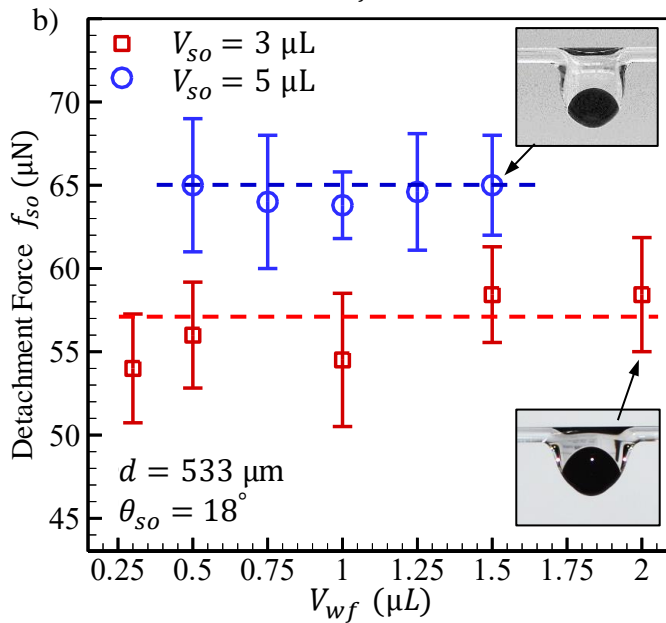 b)
V_so = 3 μL
V_so = 5 μL
75
70
65
60
55
50
45
Detachment Force f_so (μN)
d = 533 μm
θ_so = 18°
0.25 0.5 0.75 1 1.25 1.5 1.75 2
V_wf (μL)